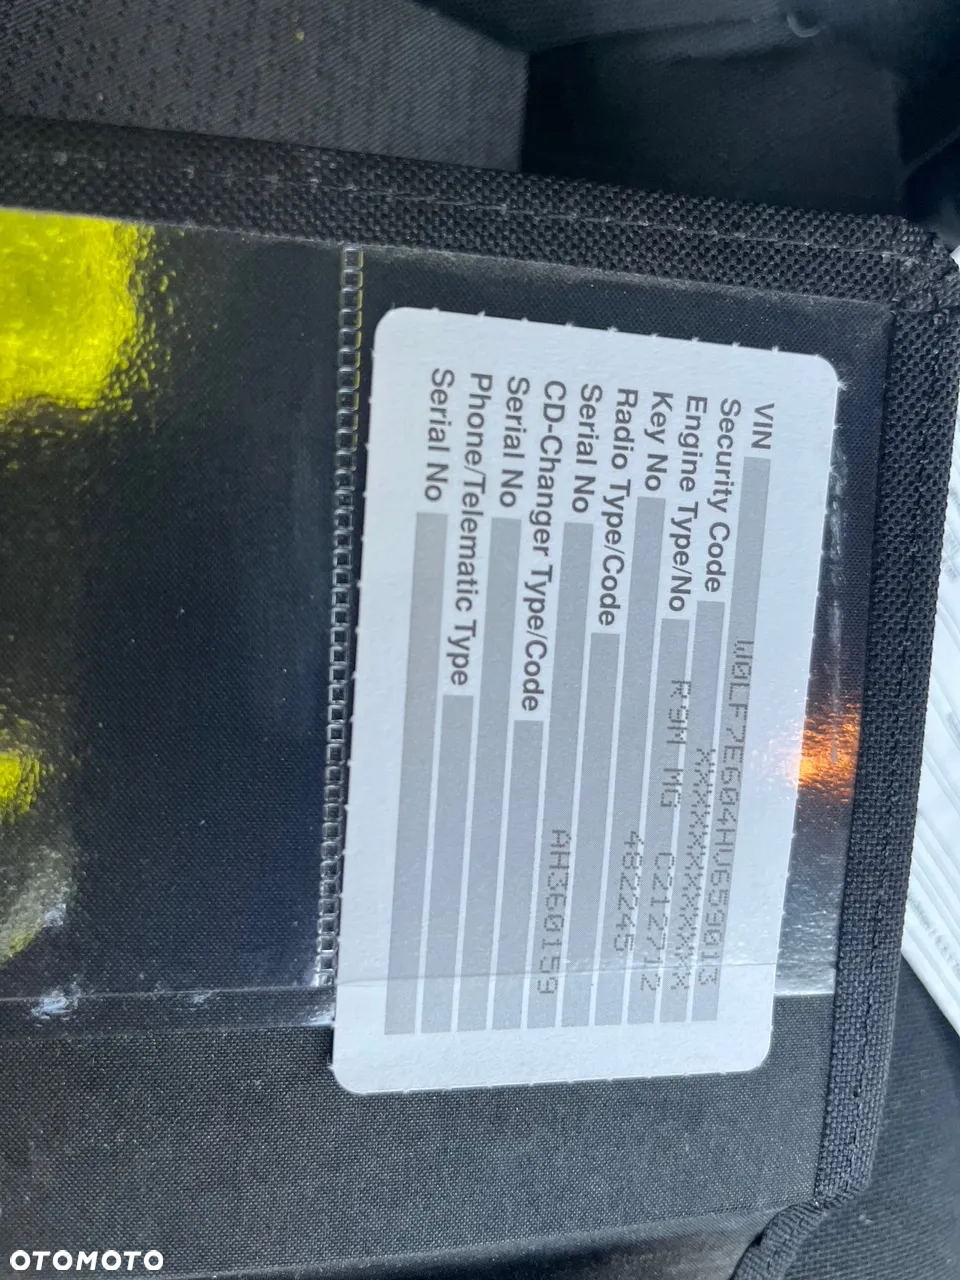 VIN W0LF7E604HV659013
Security Code XXXXXXXXXXXX
Engine Type/No R9M MG C212712
Key No 482245
Radio Type/Code
Serial No AH360159
CD-Changer Type/Code
Serial No
Phone/Telematic Type
Serial No
OTOMOTO